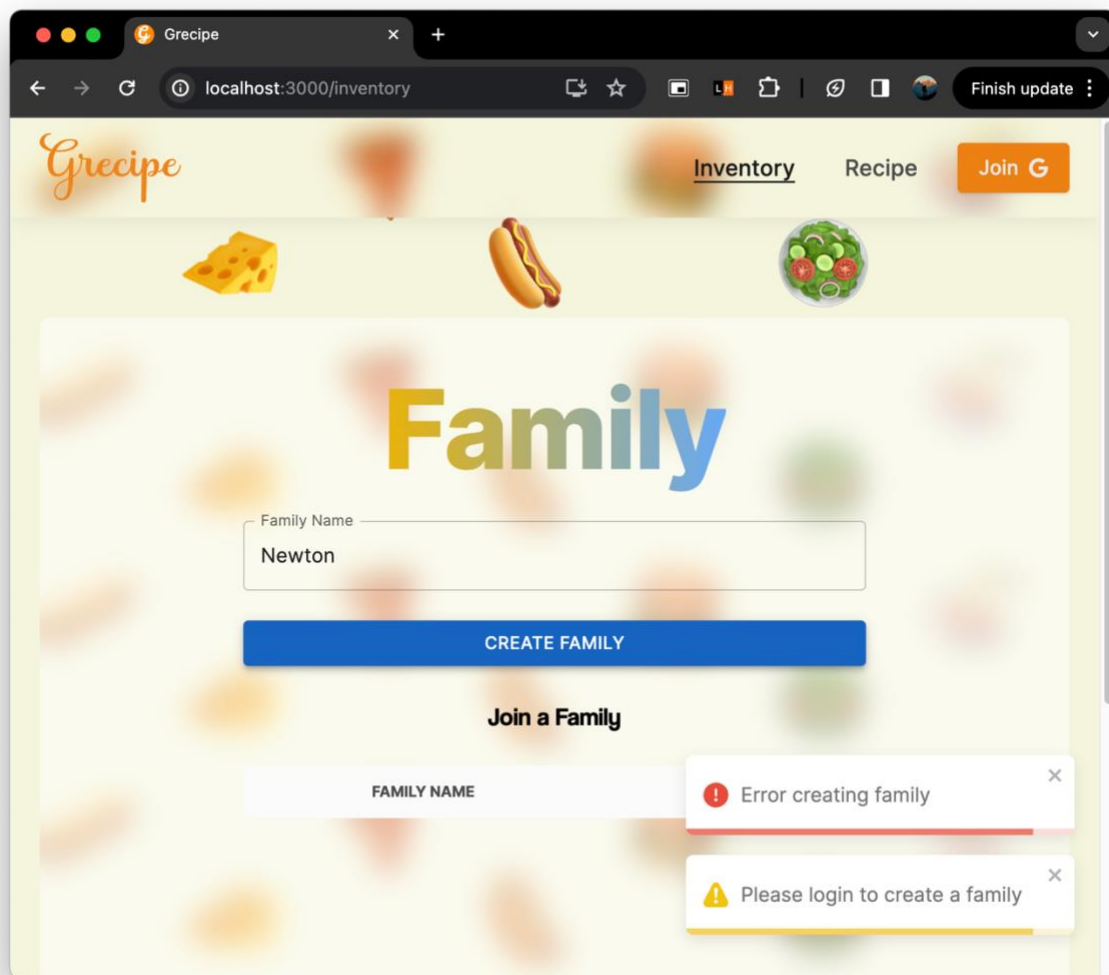 Grecipe
localhost:3000/inventory
LH
Finish update
Grecipe
Inventory
Recipe
Join G
Family
Family Name
Newton
CREATE FAMILY
Join a Family
FAMILY NAME
Error creating family
Please login to create a family